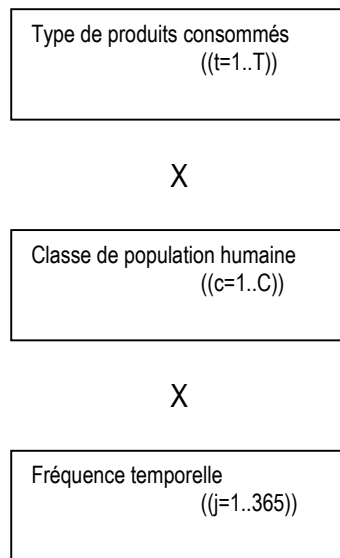 Type de produits consommés
((t=1..T))
X
Classe de population humaine
((c=1..C))
X
Fréquence temporelle
((j=1..365))